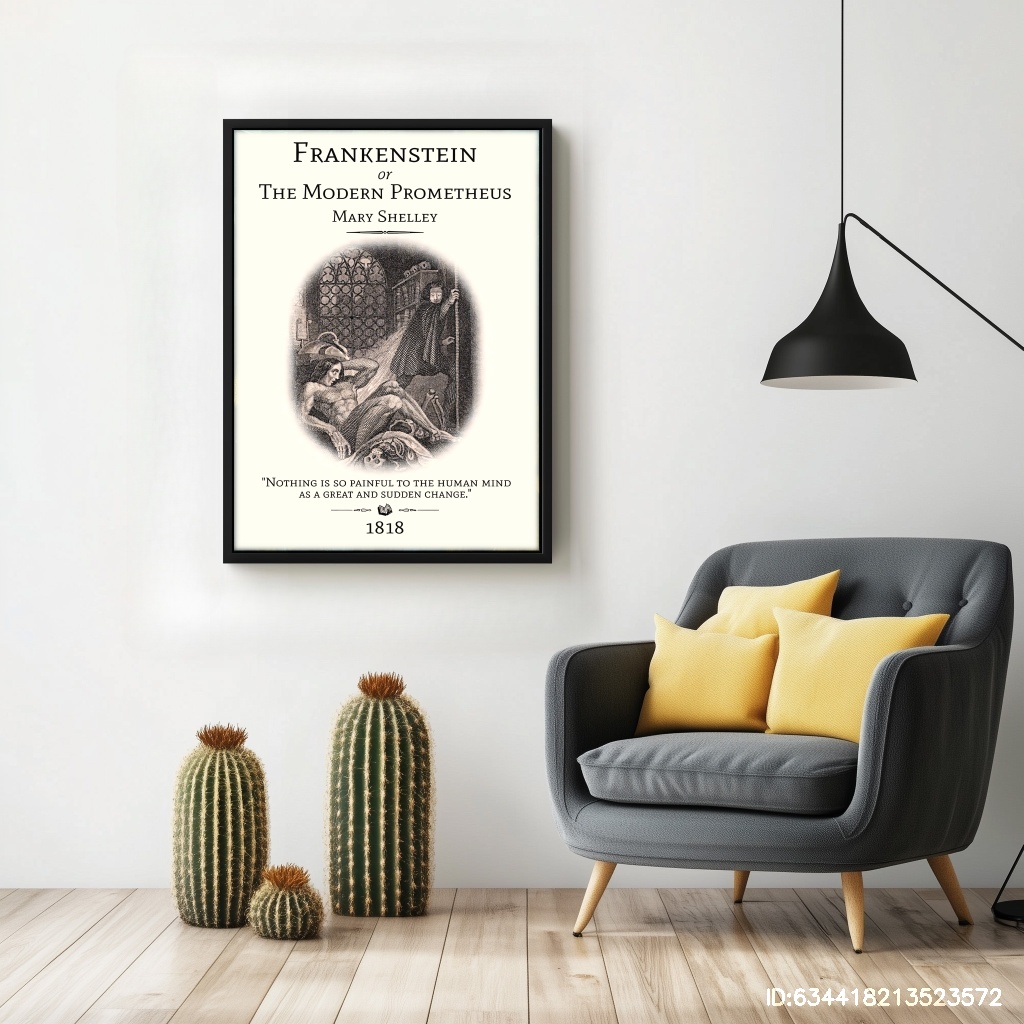 Frankenstein
or
The Modern Prometheus
Mary Shelley
"Nothing is so painful to the human mind
as a great and sudden change."
1818
ID:634418213523572